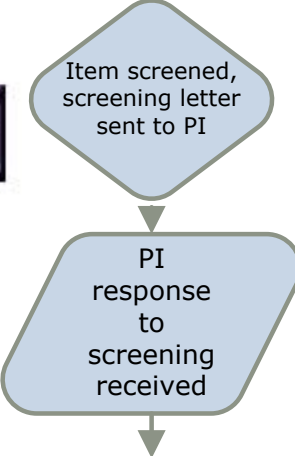 Item screened,
screening letter
sent to PI
PI
response
to
screening
received